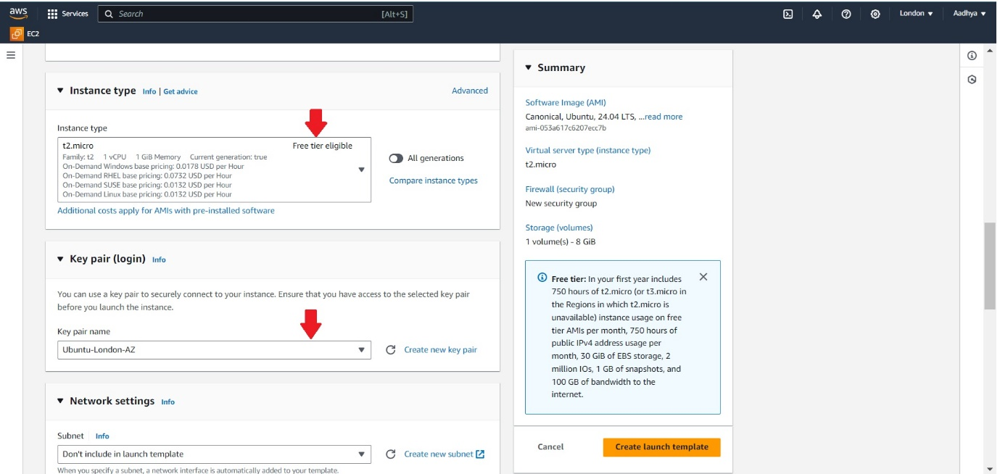 aws
Services
Search
[Alt+S]
London
Aadhya
EC2
Instance type Info | Get advice
Advanced
Instance type
t2.micro
Free tier eligible
Family: t2 1 vCPU 1 GiB Memory Current generation: true
On-Demand Windows base pricing: 0.0178 USD per Hour
On-Demand RHEL base pricing: 0.0732 USD per Hour
On-Demand SUSE base pricing: 0.0132 USD per Hour
On-Demand Linux base pricing: 0.0132 USD per Hour
All generations
Compare instance types
Additional costs apply for AMIs with pre-installed software
Key pair (login) Info
You can use a key pair to securely connect to your instance. Ensure that you have access to the selected key pair
before you launch the instance.
Key pair name
Ubuntu-London-AZ
Create new key pair
Network settings Info
Subnet Info
Don't include in launch template
Create new subnet
When you specify a subnet, a network interface is automatically added to your template.
Summary
Software Image (AMI)
Canonical, Ubuntu, 24.04 LTS, ...read more
ami-053a617c6207ecc7b
Virtual server type (instance type)
t2.micro
Firewall (security group)
New security group
Storage (volumes)
1 volume(s) - 8 GiB
Free tier: In your first year includes
750 hours of t2.micro (or t3.micro in
the Regions in which t2.micro is
unavailable) instance usage on free
tier AMIs per month, 750 hours of
public IPv4 address usage per
month, 30 GiB of EBS storage, 2
million IOs, 1 GB of snapshots, and
100 GB of bandwidth to the
internet.
Cancel
Create launch template